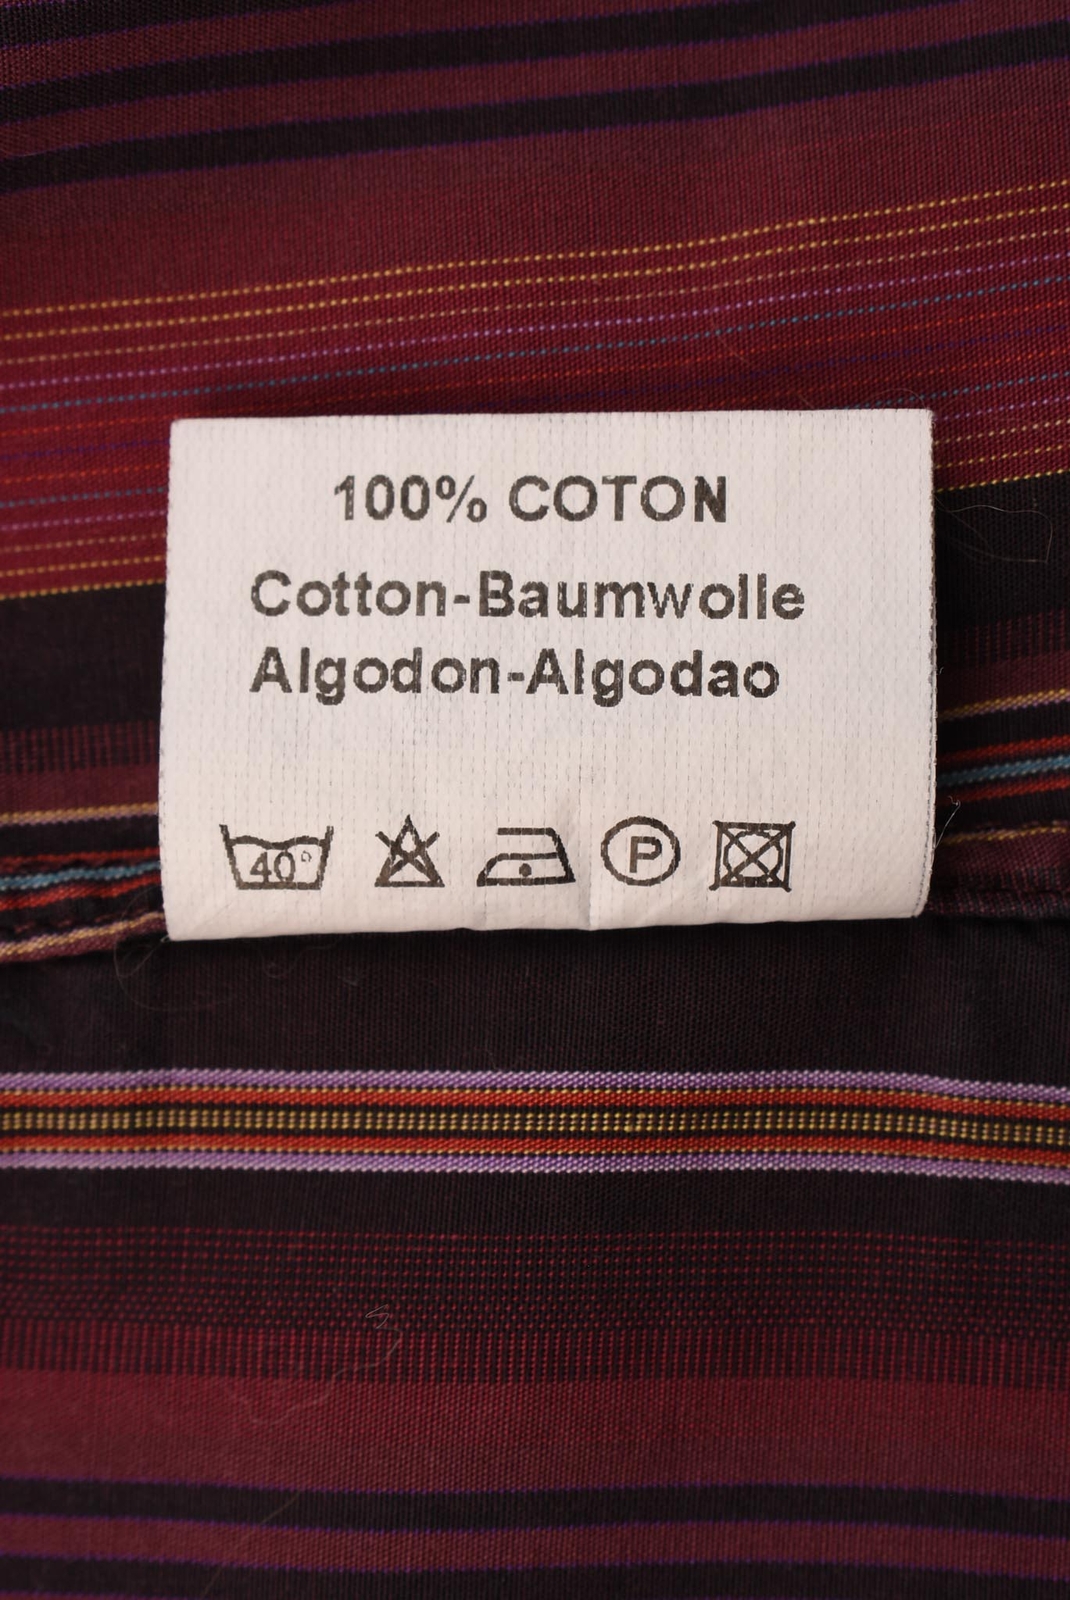 100% COTON
Cotton-Baumwolle
Algodon-Algodao
40° P